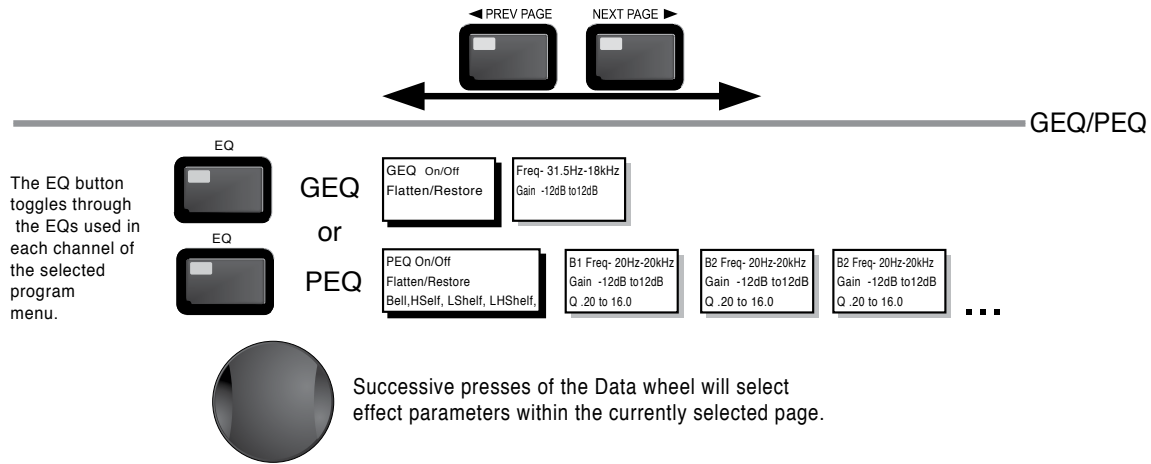 ◀ PREV PAGE NEXT PAGE ▶
GEQ/PEQ
The EQ button
toggles through
the EQs used in
each channel of
the selected
program
menu.
EQ
EQ
GEQ
or
PEQ
GEQ On/Off
Flatten/Restore
Freq- 31.5Hz-18kHz
Gain -12dB to12dB
PEQ On/Off
Flatten/Restore
Bell,HSelf, LShelf, LHShelf,
B1 Freq- 20Hz-20kHz
Gain -12dB to12dB
Q .20 to 16.0
B2 Freq- 20Hz-20kHz
Gain -12dB to12dB
Q .20 to 16.0
B2 Freq- 20Hz-20kHz
Gain -12dB to12dB
Q .20 to 16.0
...
Successive presses of the Data wheel will select
effect parameters within the currently selected page.